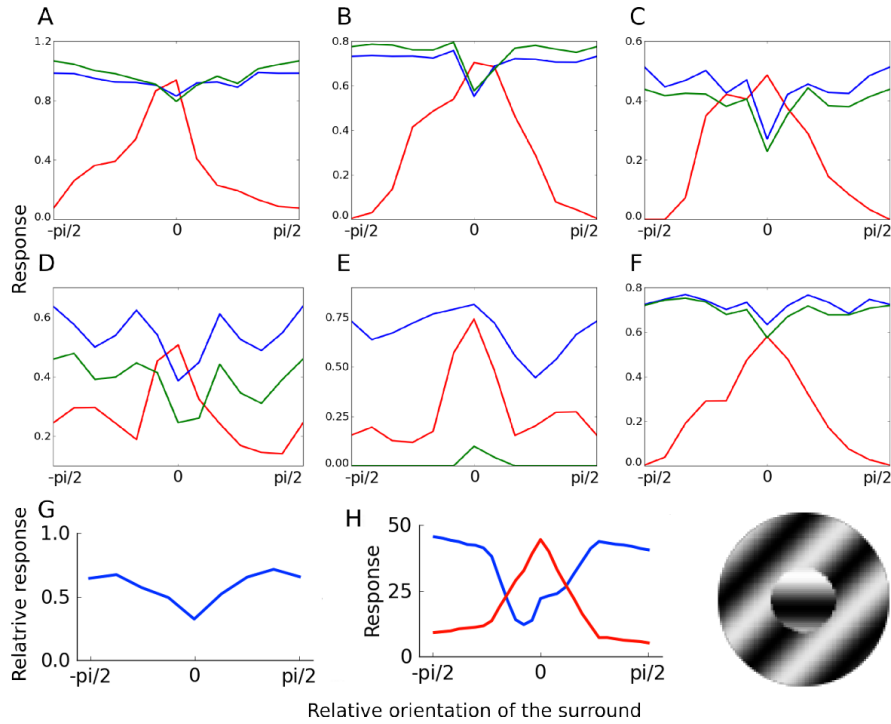 A
1.2
0.8
0.4
0.0
-pi/2 0 pi/2
B
0.8
0.6
0.4
0.2
0.0
-pi/2 0 pi/2
C
0.6
0.4
0.2
0.0
-pi/2 0 pi/2
Response
D
0.6
0.4
0.2
-pi/2 0 pi/2
E
0.75
0.50
0.25
0.00
-pi/2 0 pi/2
F
0.8
0.6
0.4
0.2
0.0
-pi/2 0 pi/2
G
Relatrive response
1.0
0.5
0.0
-pi/2 0 pi/2
H
Response
50
25
0
-pi/2 0 pi/2
Relative orientation of the surround